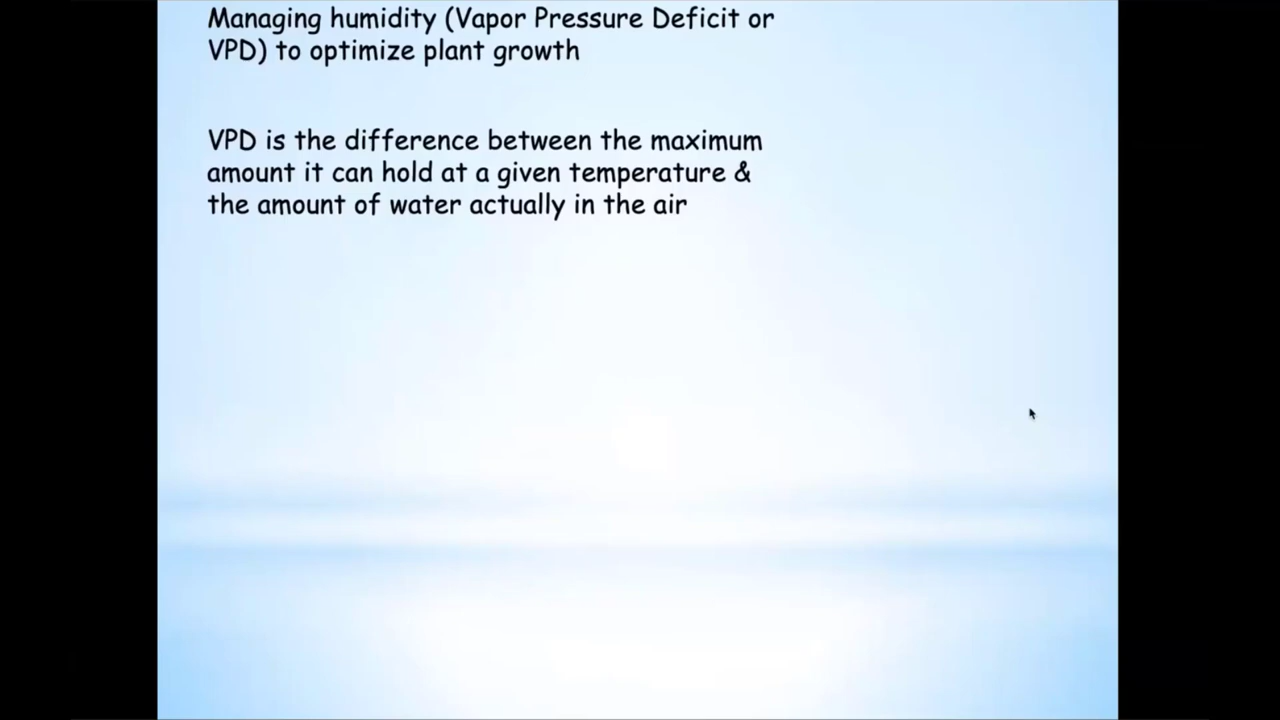 Managing humidity (Vapor Pressure Deficit or
VPD) to optimize plant growth
VPD is the difference between the maximum
amount it can hold at a given temperature &
the amount of water actually in the air